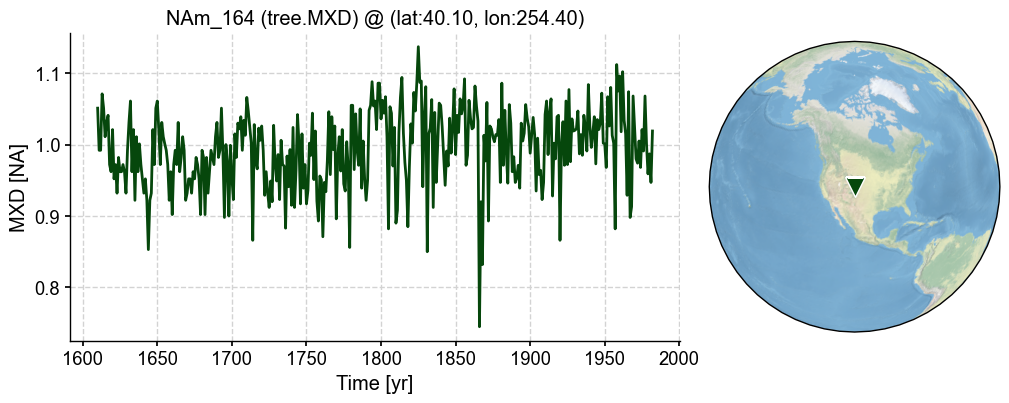 NAm_164 (tree.MXD) @ (lat:40.10, lon:254.40)
MXD [NA]
1.1
1.0
0.9
0.8
1600 1650 1700 1750 1800 1850 1900 1950 2000
Time [yr]